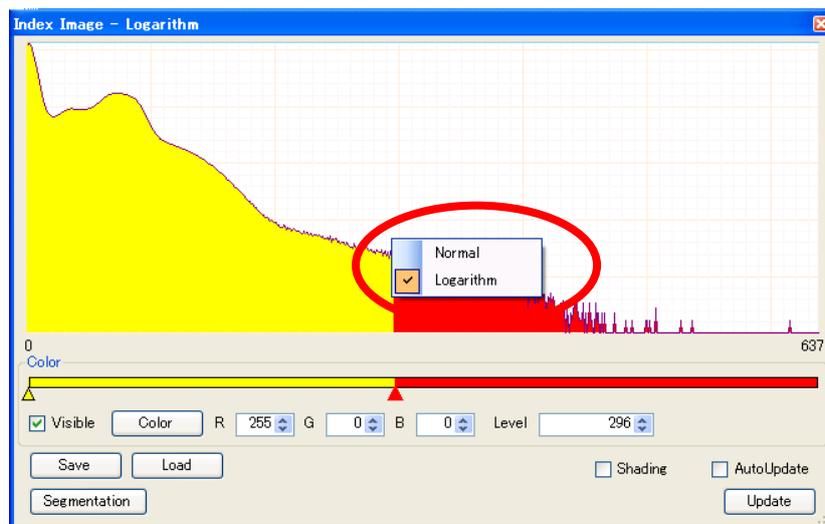 Index Image - Logarithm
Normal
Logarithm
0 637
Color
Visible Color R 255 G 0 B 0 Level 296
Save Load Shading AutoUpdate
Segmentation Update